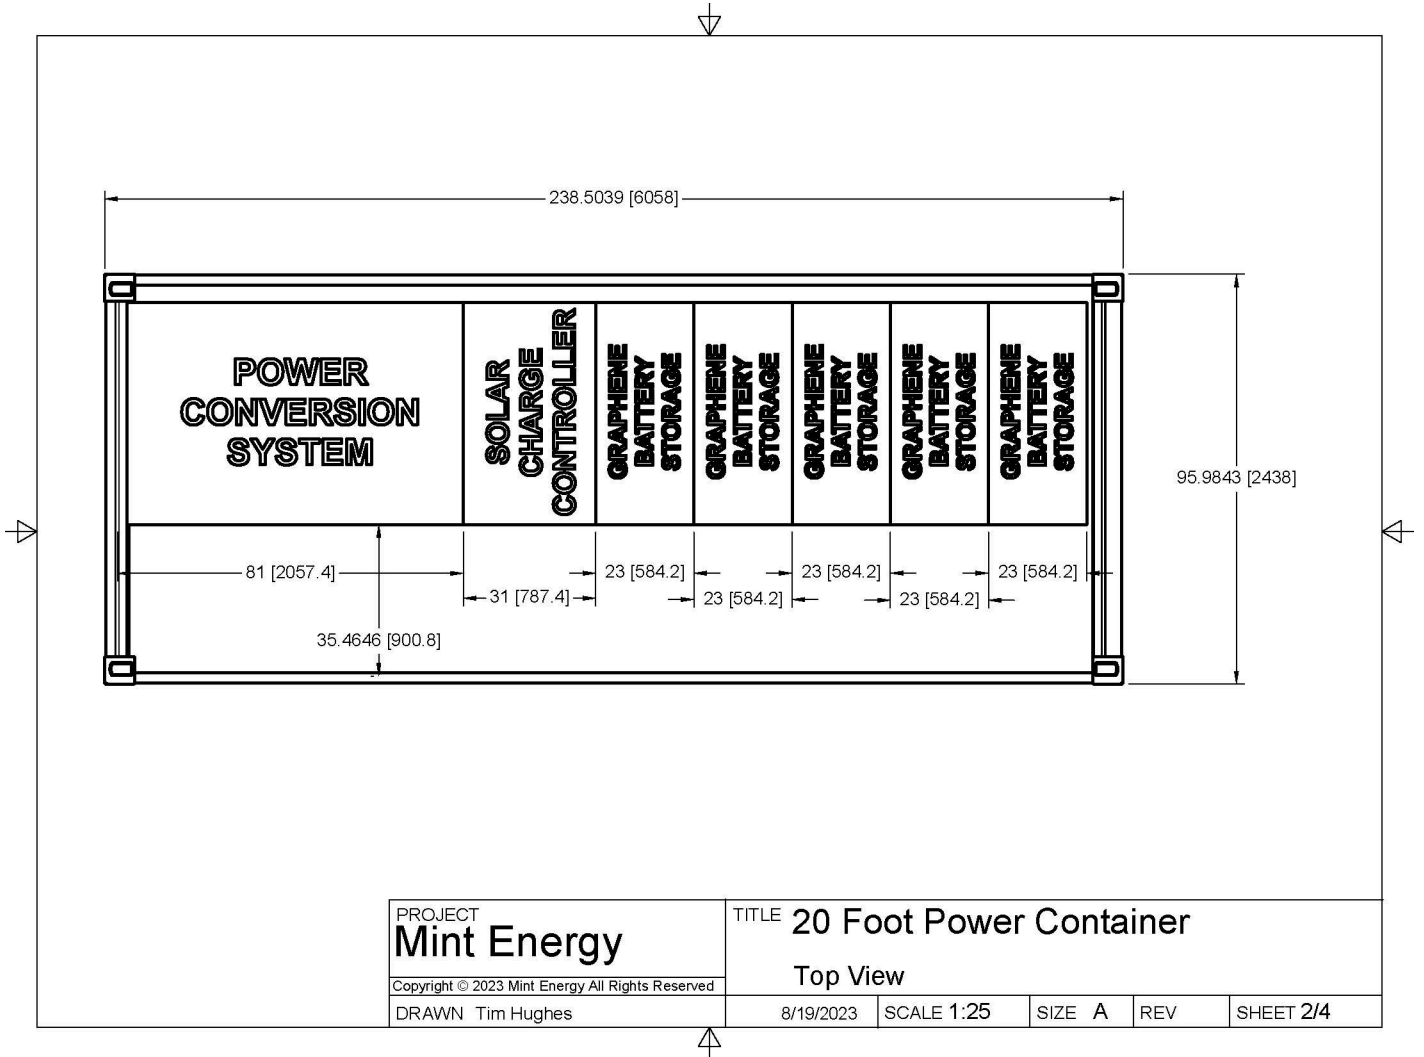 238.5039 [6058]
POWER
CONVERSION
SYSTEM
SOLAR
CHARGE
CONTROLLER
GRAPHENE
BATTERY
STORAGE
GRAPHENE
BATTERY
STORAGE
GRAPHENE
BATTERY
STORAGE
GRAPHENE
BATTERY
STORAGE
GRAPHENE
BATTERY
STORAGE
95.9843 [2438]
81 [2057.4]
31 [787.4]
23 [584.2]
23 [584.2]
23 [584.2]
23 [584.2]
23 [584.2]
35.4646 [900.8]
PROJECT
Mint Energy
Copyright © 2023 Mint Energy All Rights Reserved
DRAWN Tim Hughes
TITLE 20 Foot Power Container
Top View
8/19/2023
SCALE 1:25
SIZE A
REV
SHEET 2/4